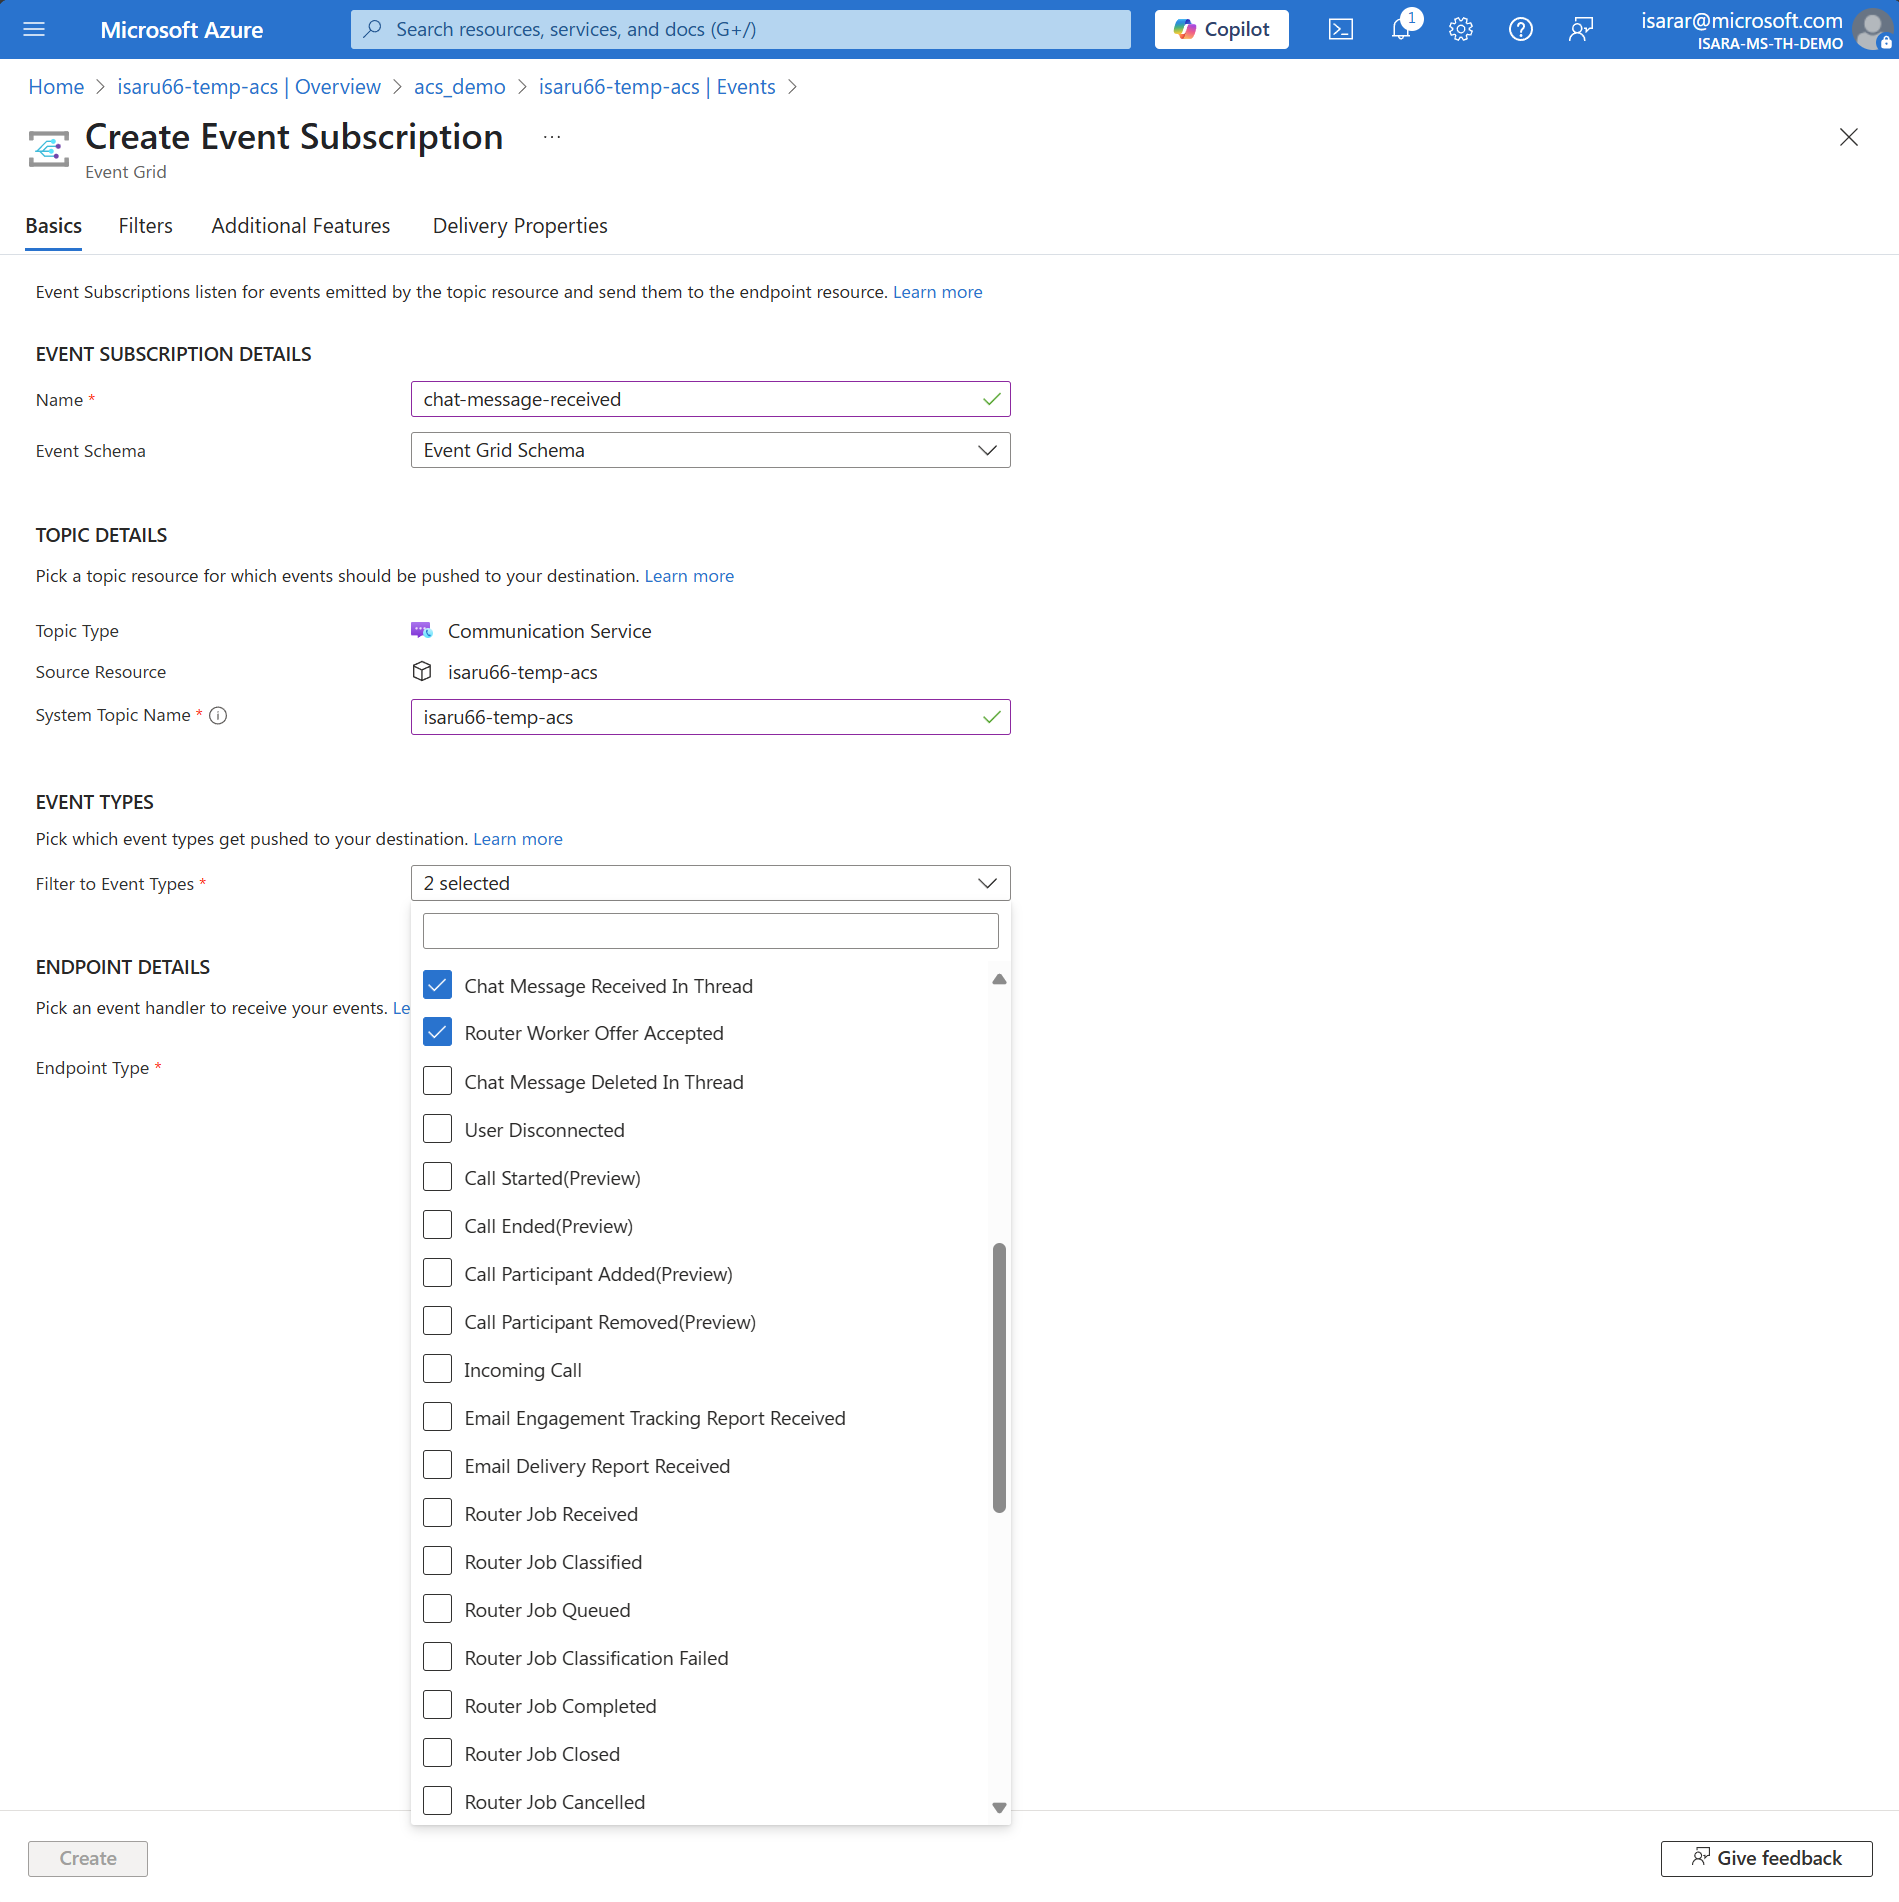 Microsoft Azure
Search resources, services, and docs (G+/)
Copilot
1
isarar@microsoft.com
ISARA-MS-TH-DEMO
Home > isaru66-temp-acs | Overview > acs_demo > isaru66-temp-acs | Events >
Create Event Subscription ...
Event Grid
Basics Filters Additional Features Delivery Properties
Event Subscriptions listen for events emitted by the topic resource and send them to the endpoint resource. Learn more
EVENT SUBSCRIPTION DETAILS
Name * chat-message-received
Event Schema Event Grid Schema
TOPIC DETAILS
Pick a topic resource for which events should be pushed to your destination. Learn more
Topic Type Communication Service
Source Resource isaru66-temp-acs
System Topic Name * isaru66-temp-acs
EVENT TYPES
Pick which event types get pushed to your destination. Learn more
Filter to Event Types * 2 selected
ENDPOINT DETAILS
Pick an event handler to receive your events. Le
Endpoint Type *
Chat Message Received In Thread
Router Worker Offer Accepted
Chat Message Deleted In Thread
User Disconnected
Call Started(Preview)
Call Ended(Preview)
Call Participant Added(Preview)
Call Participant Removed(Preview)
Incoming Call
Email Engagement Tracking Report Received
Email Delivery Report Received
Router Job Received
Router Job Classified
Router Job Queued
Router Job Classification Failed
Router Job Completed
Router Job Closed
Router Job Cancelled
Create
Give feedback